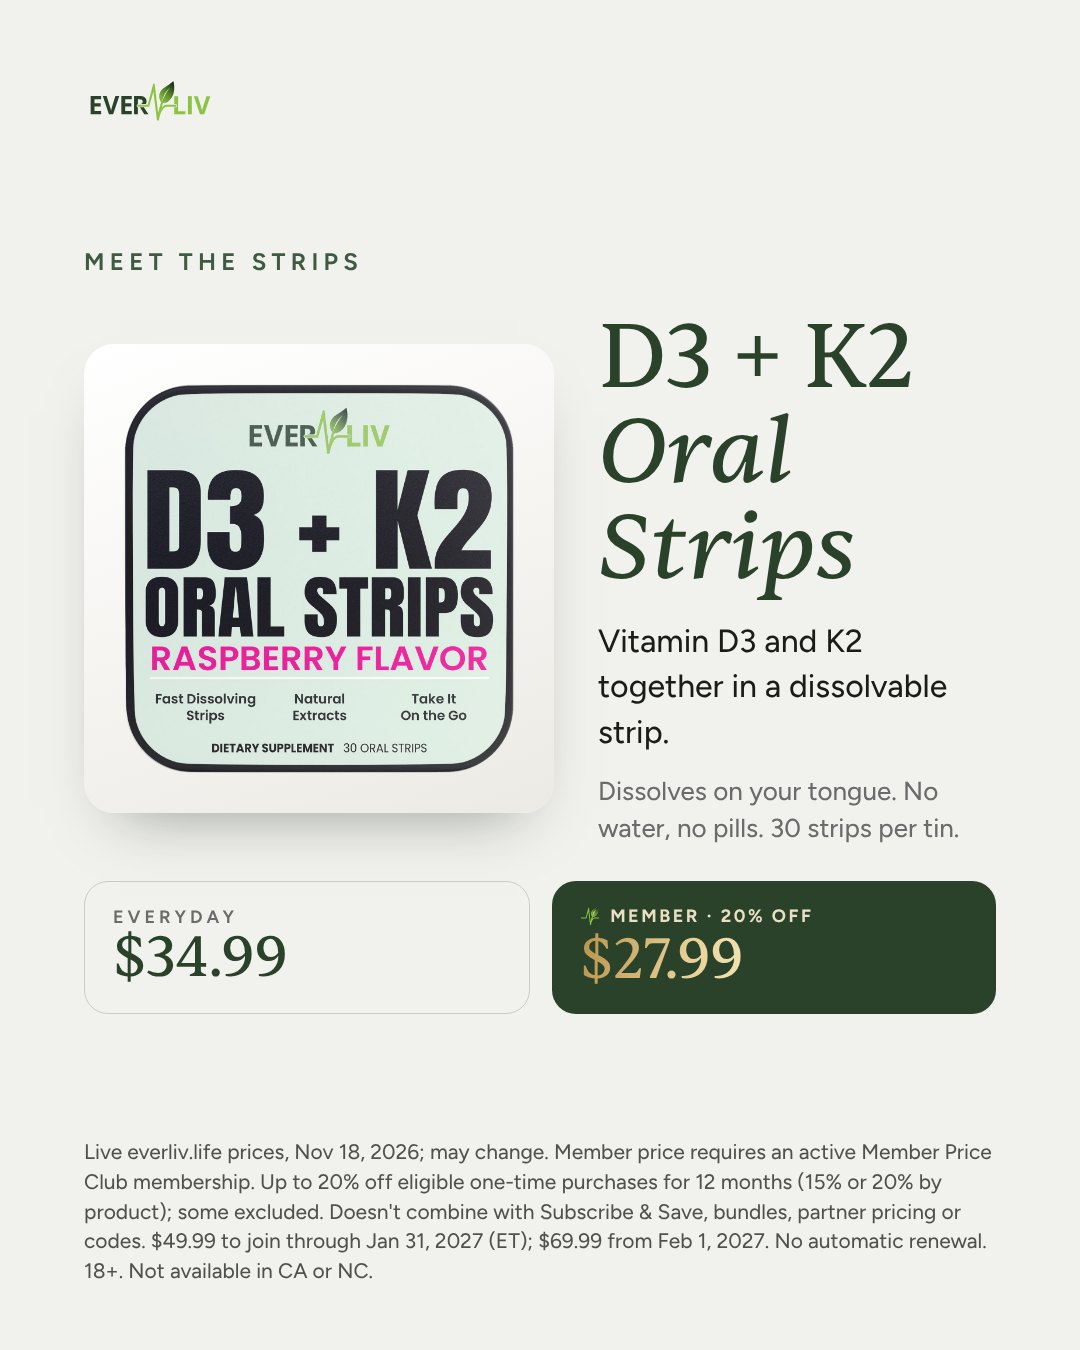 EVERLIV
MEET THE STRIPS
EVERLIV
D3 + K2
ORAL STRIPS
RASPBERRY FLAVOR
Fast Dissolving
Strips
Natural
Extracts
Take It
On the Go
DIETARY SUPPLEMENT 30 ORAL STRIPS
D3 + K2
Oral
Strips
Vitamin D3 and K2
together in a dissolvable
strip.
Dissolves on your tongue. No
water, no pills. 30 strips per tin.
EVERYDAY
$34.99
MEMBER · 20% OFF
$27.99
Live everliv.life prices, Nov 18, 2026; may change. Member price requires an active Member Price
Club membership. Up to 20% off eligible one-time purchases for 12 months (15% or 20% by
product); some excluded. Doesn't combine with Subscribe & Save, bundles, partner pricing or
codes. $49.99 to join through Jan 31, 2027 (ET); $69.99 from Feb 1, 2027. No automatic renewal.
18+. Not available in CA or NC.